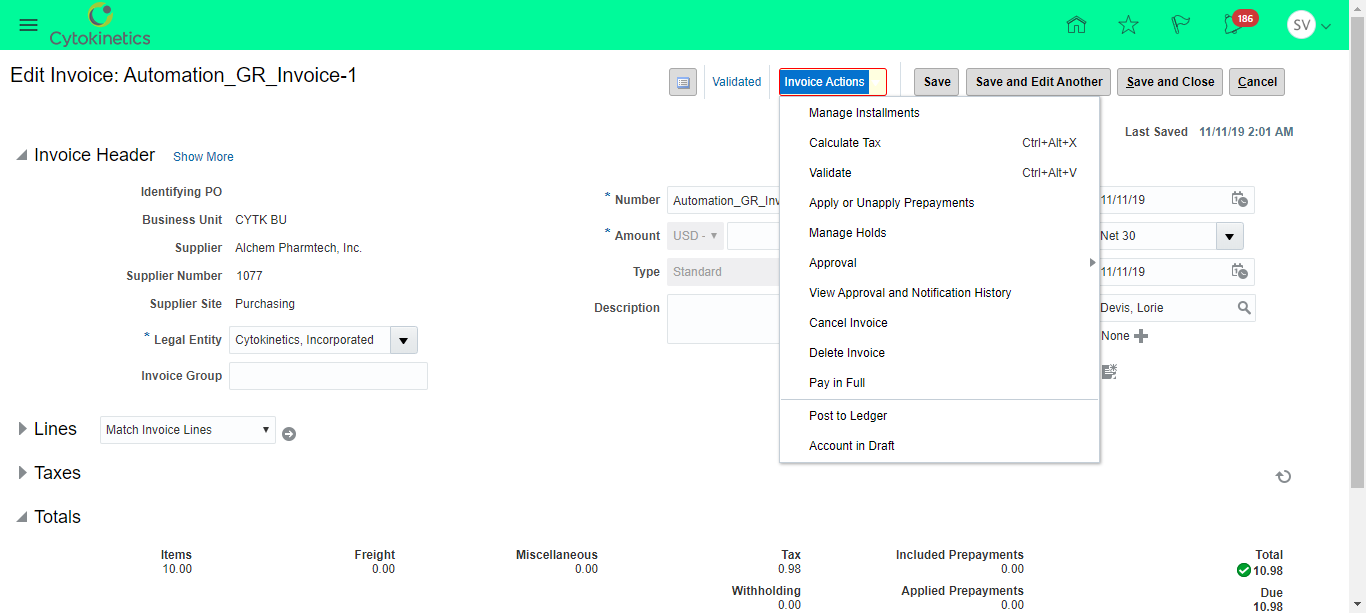 Cytokinetics
186
SV
Edit Invoice: Automation_GR_Invoice-1
Validated
Invoice Actions
Save
Save and Edit Another
Save and Close
Cancel
Last Saved 11/11/19 2:01 AM
Manage Installments
Calculate Tax Ctrl+Alt+X
Validate Ctrl+Alt+V
Apply or Unapply Prepayments
Manage Holds
Approval
View Approval and Notification History
Cancel Invoice
Delete Invoice
Pay in Full
Post to Ledger
Account in Draft
Invoice Header Show More
Identifying PO
Business Unit CYTK BU
Supplier Alchem Pharmtech, Inc.
Supplier Number 1077
Supplier Site Purchasing
* Legal Entity Cytokinetics, Incorporated
Invoice Group
* Number Automation_GR_Inv
* Amount USD -
Type Standard
Description
11/11/19
Net 30
11/11/19
Devis, Lorie
None
Lines Match Invoice Lines
Taxes
Totals
Items Freight Miscellaneous Tax Included Prepayments Total
10.00 0.00 0.00 0.98 0.00 10.98
Withholding Applied Prepayments Due
0.00 0.00 10.98